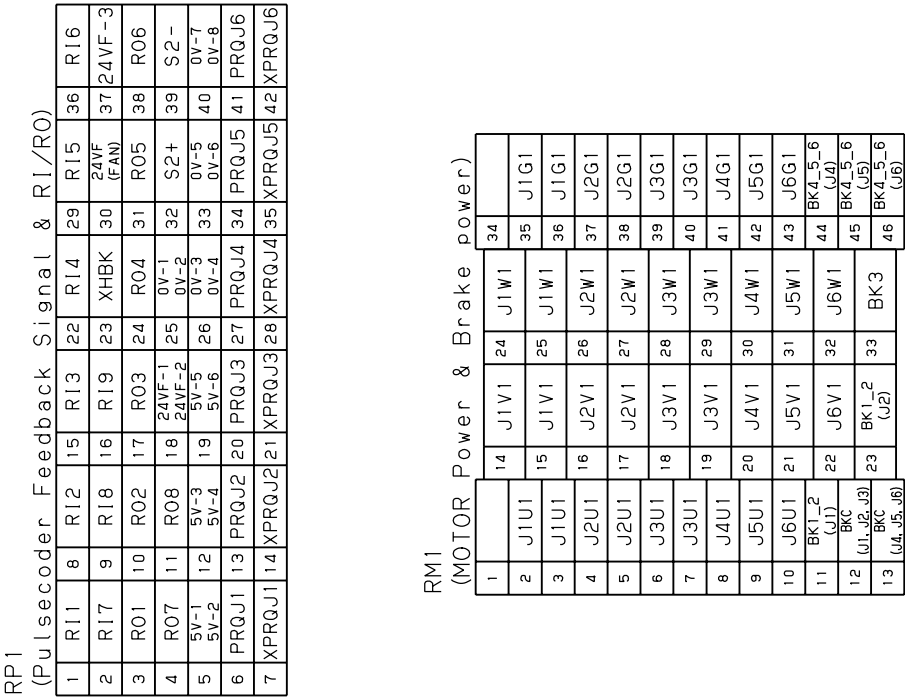 RP1
(Pulsecoder Feedback Signal & RI/RO)
1 RI1 8 RI2 15 RI3 22 RI4 29 RI5 36 RI6
2 RI7 9 RI8 16 RI9 23 XHBK 30 24VF (FAN) 37 24VF-3
3 RO1 10 RO2 17 RO3 24 RO4 31 RO5 38 RO6
4 RO7 11 RO8 18 24VF-1 24VF-2 25 0V-1 0V-2 32 S2+ 39 S2-
5 5V-1 5V-2 12 5V-3 5V-4 19 5V-5 5V-6 26 0V-3 0V-4 33 0V-5 0V-6 40 0V-7 0V-8
6 PRQJ1 13 PRQJ2 20 PRQJ3 27 PRQJ4 34 PRQJ5 41 PRQJ6
7 XPRQJ1 14 XPRQJ2 21 XPRQJ3 28 XPRQJ4 35 XPRQJ5 42 XPRQJ6
RM1
(MOTOR Power & Brake power)
1
2 J1U1
3 J1U1
4 J2U1
5 J2U1
6 J3U1
7 J3U1
8 J4U1
9 J5U1
10 J6U1
11 BK1_2 (J1)
12 BKC (J1, J2, J3)
13 BKC (J4, J5, J6)
14 J1V1
15 J1V1
16 J2V1
17 J2V1
18 J3V1
19 J3V1
20 J4V1
21 J5V1
22 J6V1
23 BK1_2 (J2)
24 J1W1
25 J1W1
26 J2W1
27 J2W1
28 J3W1
29 J3W1
30 J4W1
31 J5W1
32 J6W1
33 BK3
34
35 J1G1
36 J1G1
37 J2G1
38 J2G1
39 J3G1
40 J3G1
41 J4G1
42 J5G1
43 J6G1
44 BK4_5_6 (J4)
45 BK4_5_6 (J5)
46 BK4_5_6 (J6)